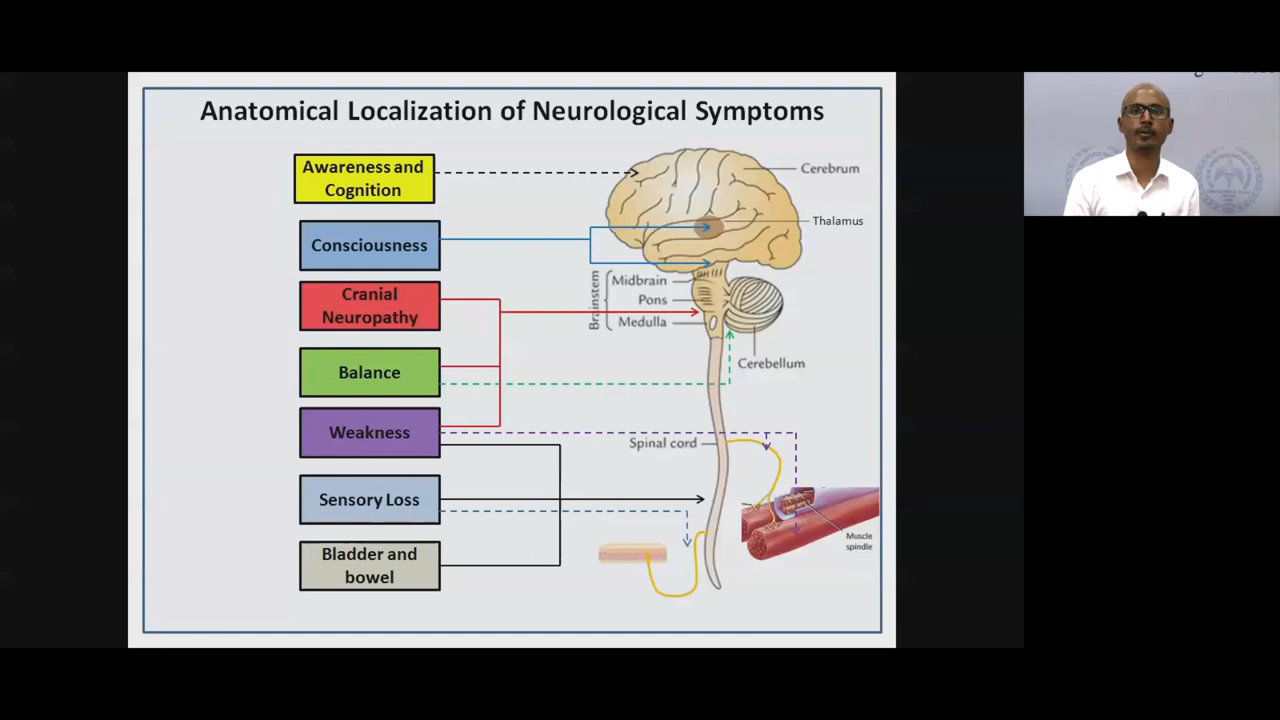 Anatomical Localization of Neurological Symptoms
Awareness and
Cognition
Cerebrum
Thalamus
Consciousness
Cranial
Neuropathy
Brainstem
Midbrain
Pons
Medulla
Cerebellum
Balance
Weakness
Spinal cord
Sensory Loss
Muscle
spindle
Bladder and
bowel